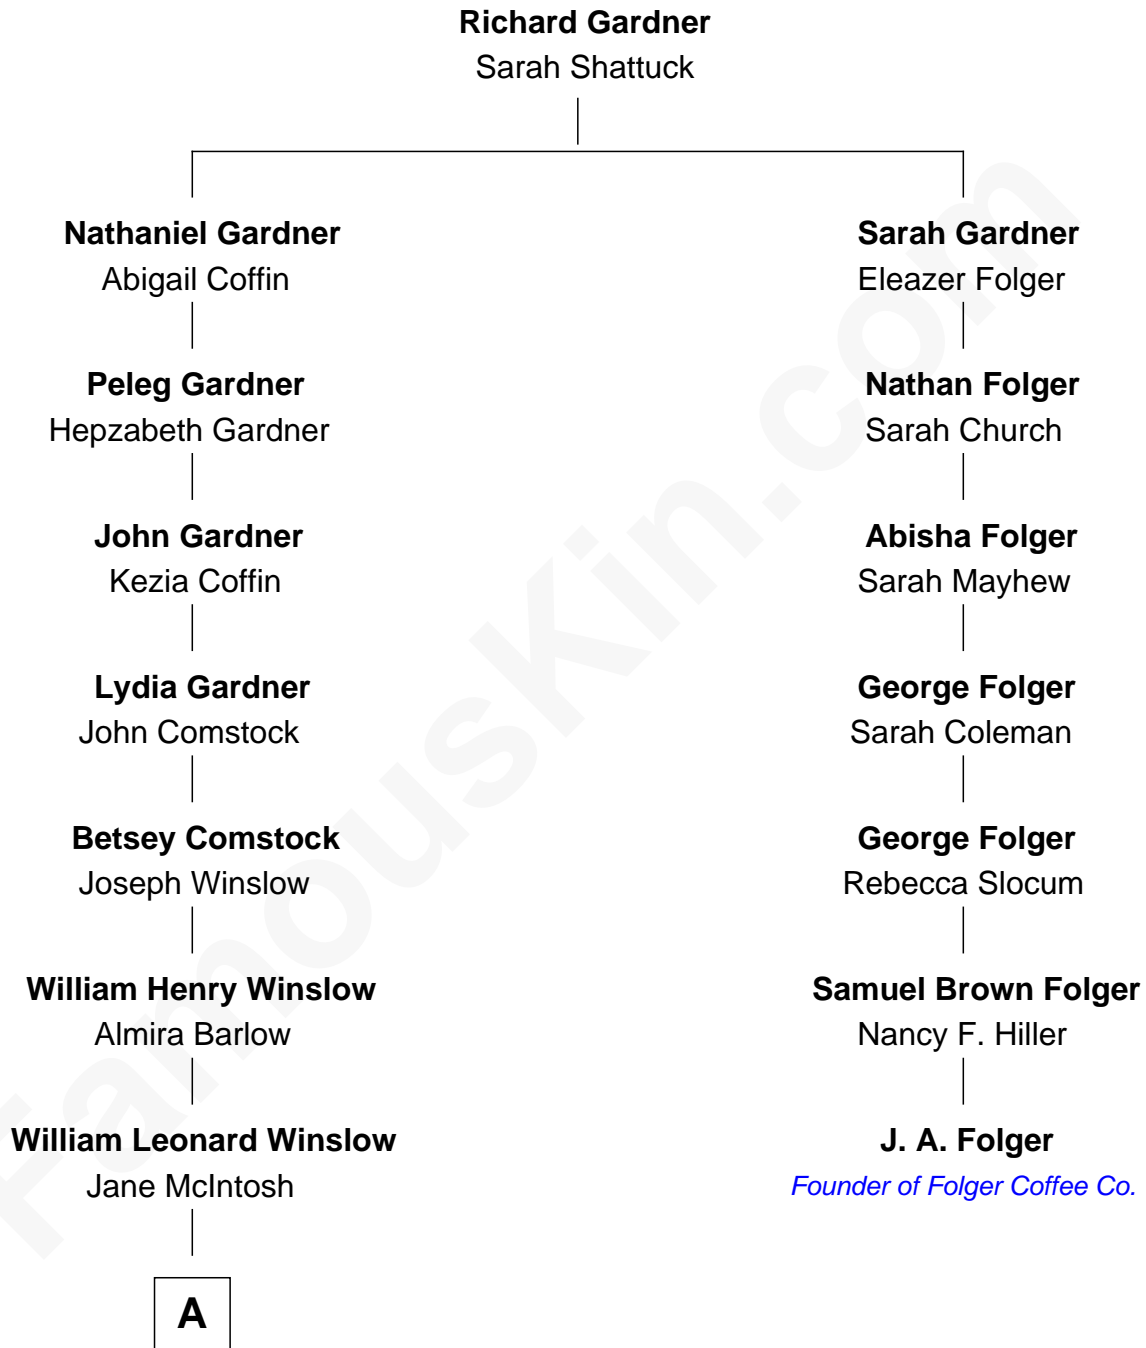 Richard Gardner
Sarah Shattuck
Nathaniel Gardner
Abigail Coffin
Sarah Gardner
Eleazer Folger
Peleg Gardner
Hepzabeth Gardner
Nathan Folger
Sarah Church
John Gardner
Kezia Coffin
Abisha Folger
Sarah Mayhew
Lydia Gardner
John Comstock
George Folger
Sarah Coleman
Betsey Comstock
Joseph Winslow
George Folger
Rebecca Slocum
William Henry Winslow
Almira Barlow
Samuel Brown Folger
Nancy F. Hiller
William Leonard Winslow
Jane McIntosh
J. A. Folger
Founder of Folger Coffee Co.
A
FamousKin.com